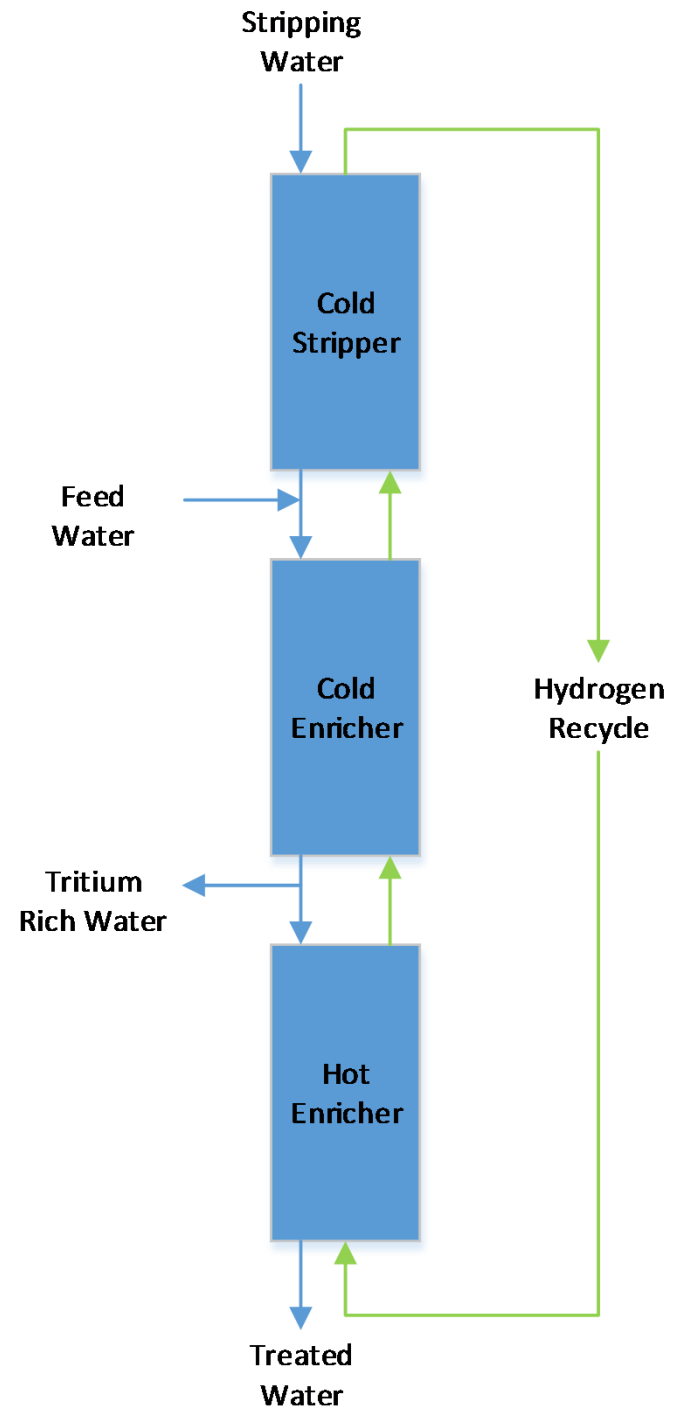 Stripping
Water
Cold
Stripper
Feed
Water
Cold
Enricher
Hydrogen
Recycle
Tritium
Rich Water
Hot
Enricher
Treated
Water